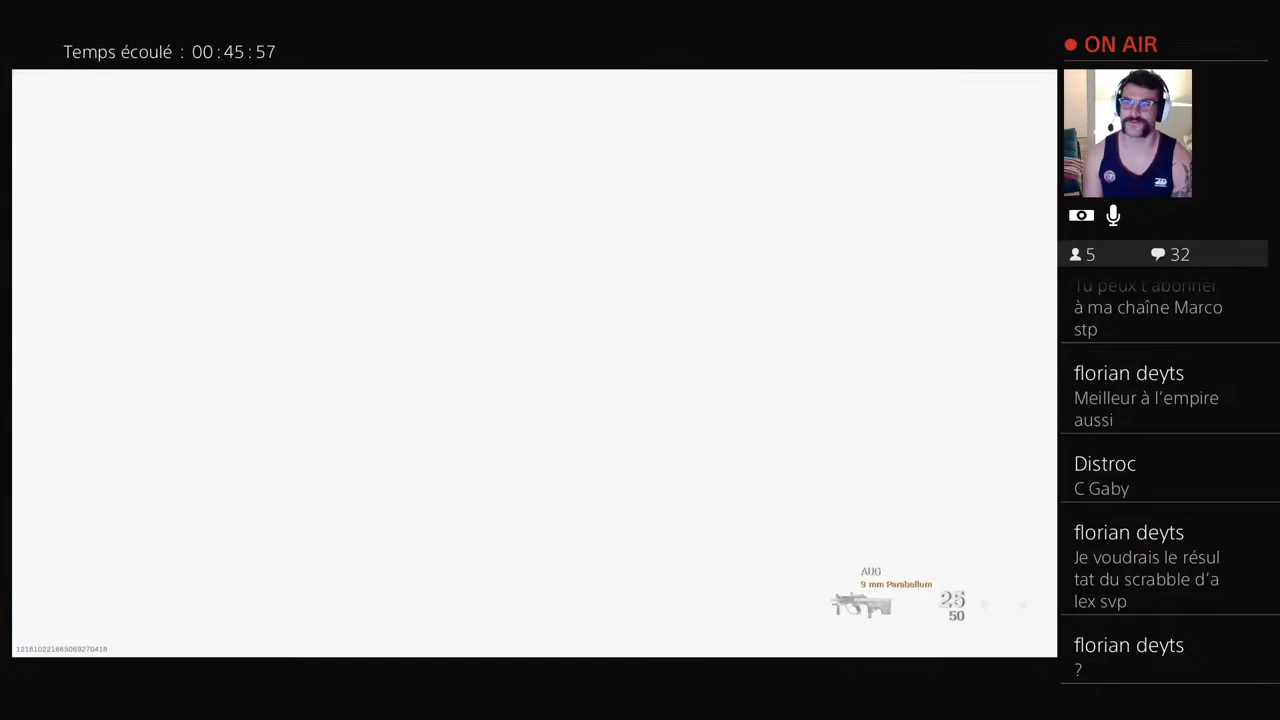 Temps écoulé : 00:45:57
ON AIR
5 32
Tu peux t'abonner
à ma chaîne Marco
stp
florian deyts
Meilleur à l'empire
aussi
Distroc
C Gaby
florian deyts
Je voudrais le résul
tat du scrabble d'a
lex svp
florian deyts
?
AUG
9 mm Parabellum
25
50